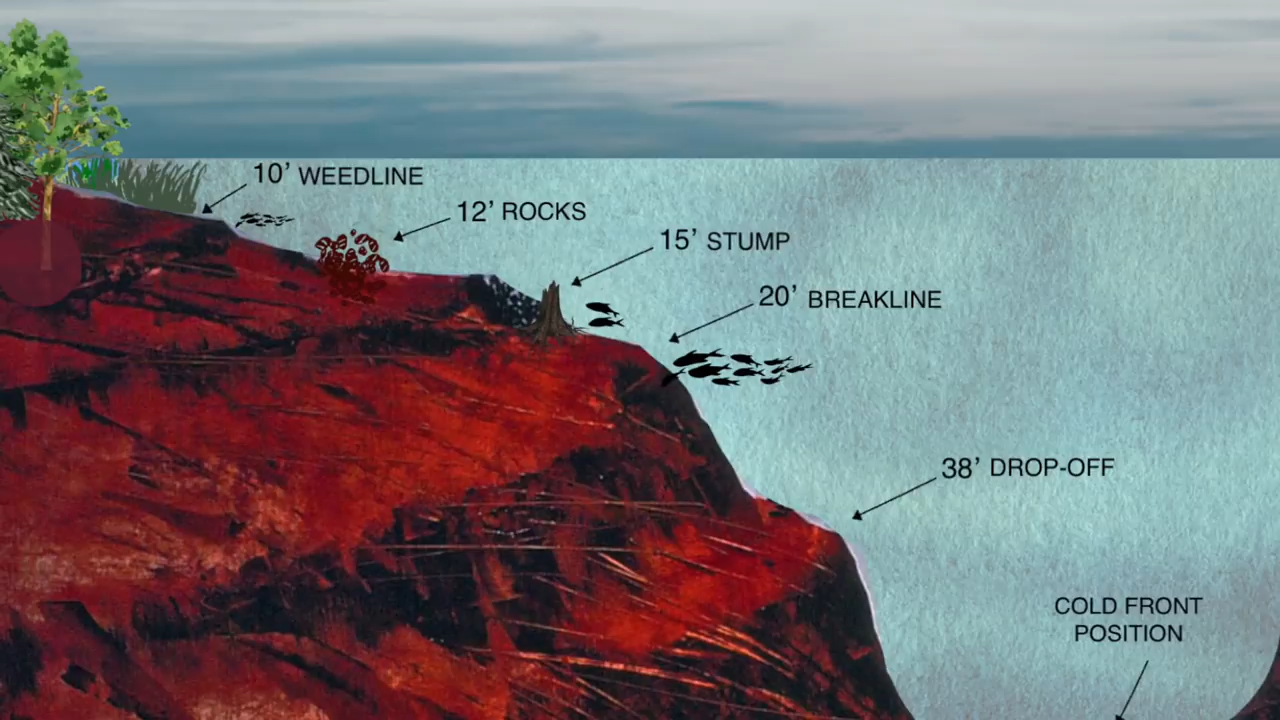 10’ WEEDLINE
12’ ROCKS
15’ STUMP
20’ BREAKLINE
38’ DROP-OFF
COLD FRONT
POSITION